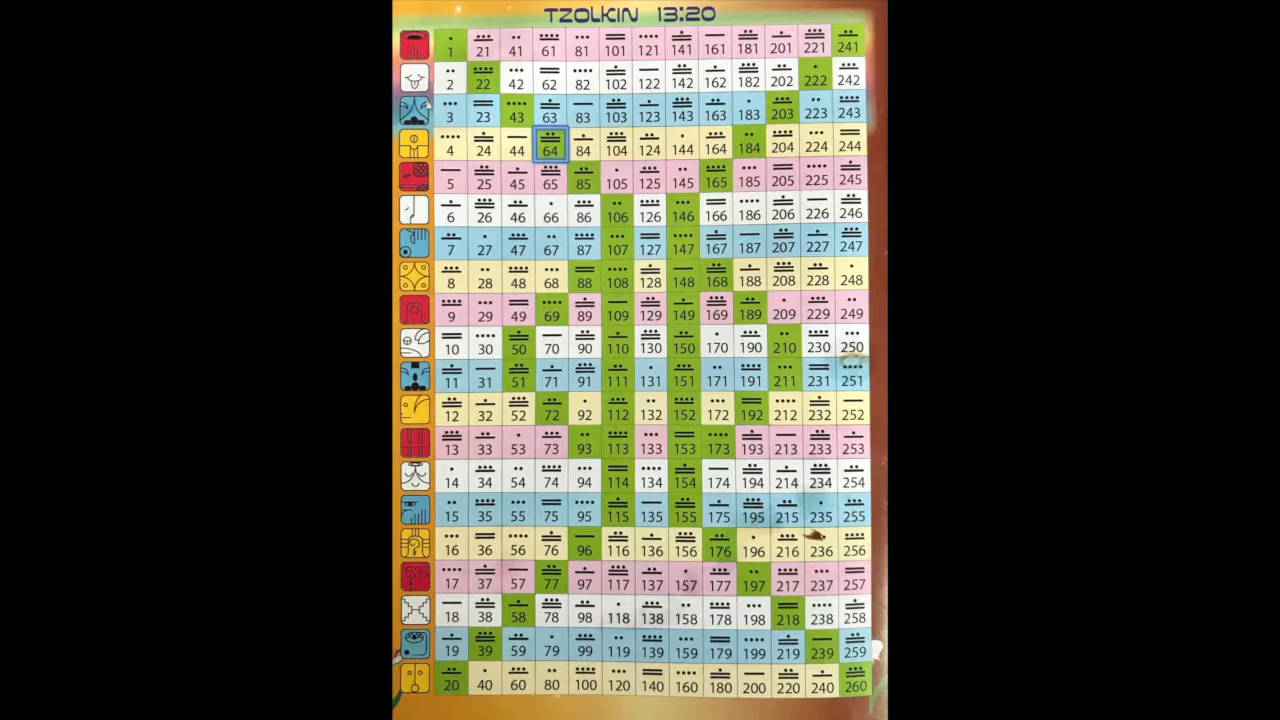 TZOLKIN 13:20
1 21 41 61 81 101 121 141 161 181 201 221 241
2 22 42 62 82 102 122 142 162 182 202 222 242
3 23 43 63 83 103 123 143 163 183 203 223 243
4 24 44 64 84 104 124 144 164 184 204 224 244
5 25 45 65 85 105 125 145 165 185 205 225 245
6 26 46 66 86 106 126 146 166 186 206 226 246
7 27 47 67 87 107 127 147 167 187 207 227 247
8 28 48 68 88 108 128 148 168 188 208 228 248
9 29 49 69 89 109 129 149 169 189 209 229 249
10 30 50 70 90 110 130 150 170 190 210 230 250
11 31 51 71 91 111 131 151 171 191 211 231 251
12 32 52 72 92 112 132 152 172 192 212 232 252
13 33 53 73 93 113 133 153 173 193 213 233 253
14 34 54 74 94 114 134 154 174 194 214 234 254
15 35 55 75 95 115 135 155 175 195 215 235 255
16 36 56 76 96 116 136 156 176 196 216 236 256
17 37 57 77 97 117 137 157 177 197 217 237 257
18 38 58 78 98 118 138 158 178 198 218 238 258
19 39 59 79 99 119 139 159 179 199 219 239 259
20 40 60 80 100 120 140 160 180 200 220 240 260